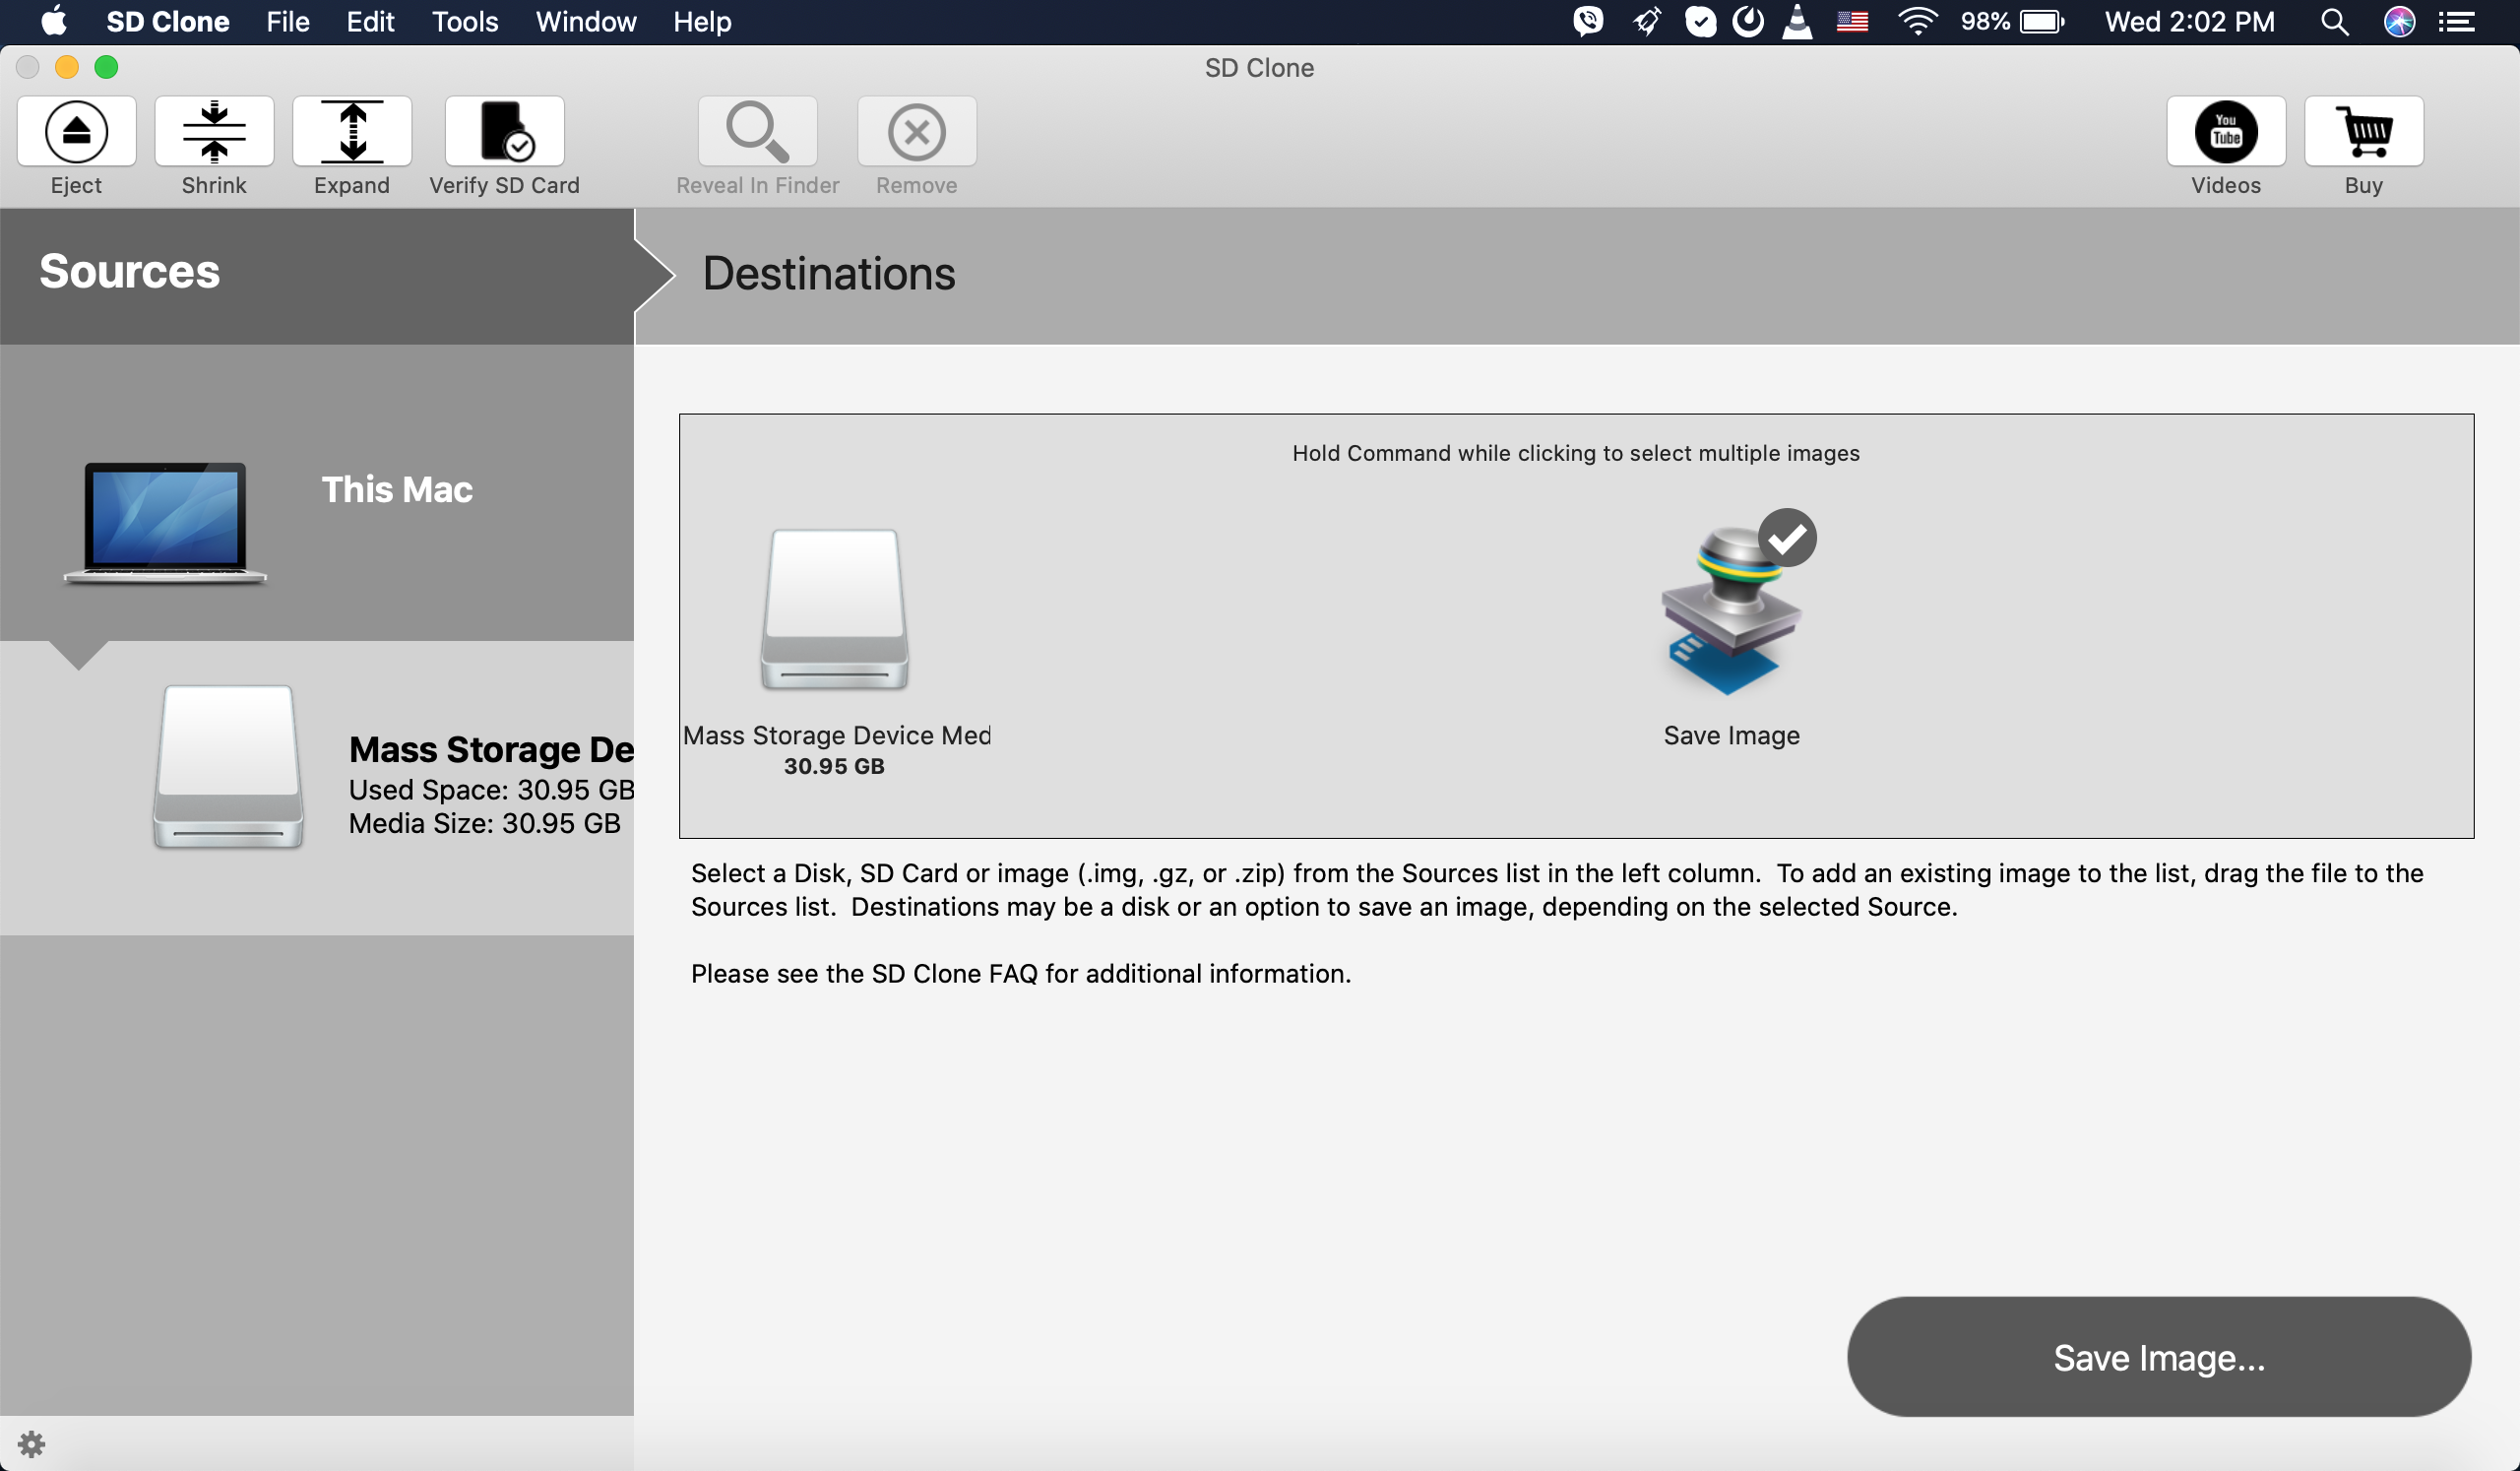 SD Clone File Edit Tools Window Help 98% Wed 2:02 PM
SD Clone
You
Tube
Eject Shrink Expand Verify SD Card Reveal In Finder Remove Videos Buy
Sources
Destinations
This Mac
Mass Storage De
Used Space: 30.95 GB
Media Size: 30.95 GB
Hold Command while clicking to select multiple images
Mass Storage Device Med
30.95 GB
Save Image
Select a Disk, SD Card or image (.img, .gz, or .zip) from the Sources list in the left column.  To add an existing image to the list, drag the file to the
Sources list.  Destinations may be a disk or an option to save an image, depending on the selected Source.
Please see the SD Clone FAQ for additional information.
Save Image...